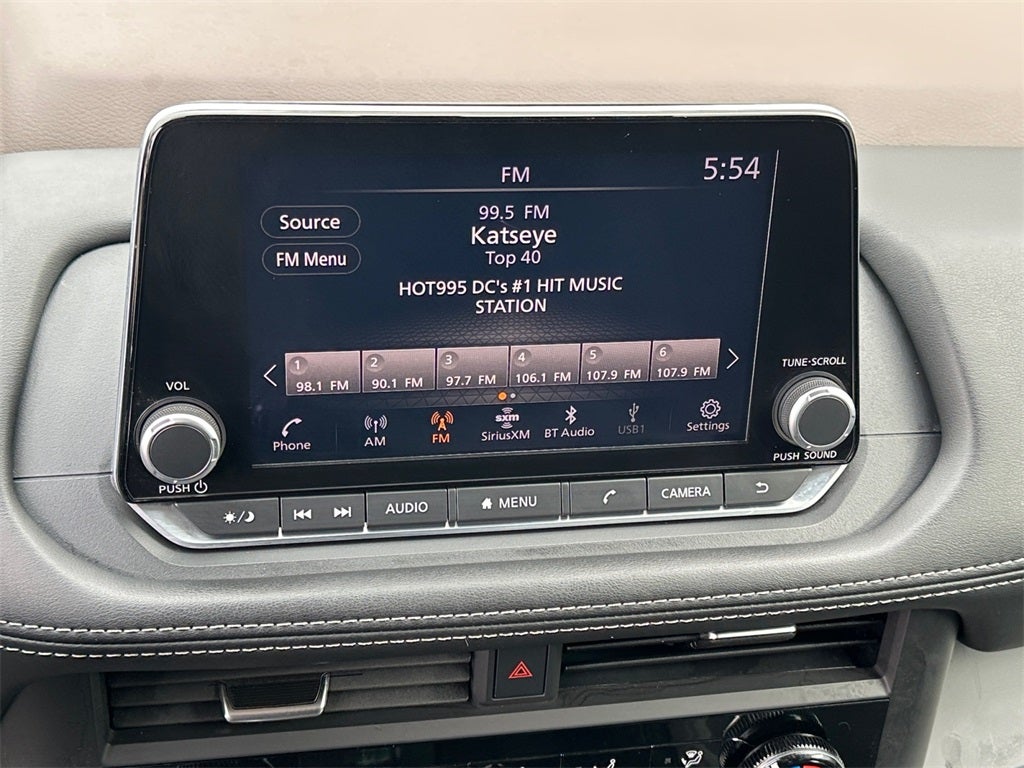 FM
5:54
Source
99.5 FM
Katseye
FM Menu
Top 40
HOT995 DC's #1 HIT MUSIC
STATION
1
98.1 FM
2
90.1 FM
3
97.7 FM
4
106.1 FM
5
107.9 FM
6
107.9 FM
Phone
AM
FM
sxm
SiriusXM
BT Audio
USB1
Settings
VOL
PUSH
TUNE·SCROLL
PUSH SOUND
AUDIO
MENU
CAMERA